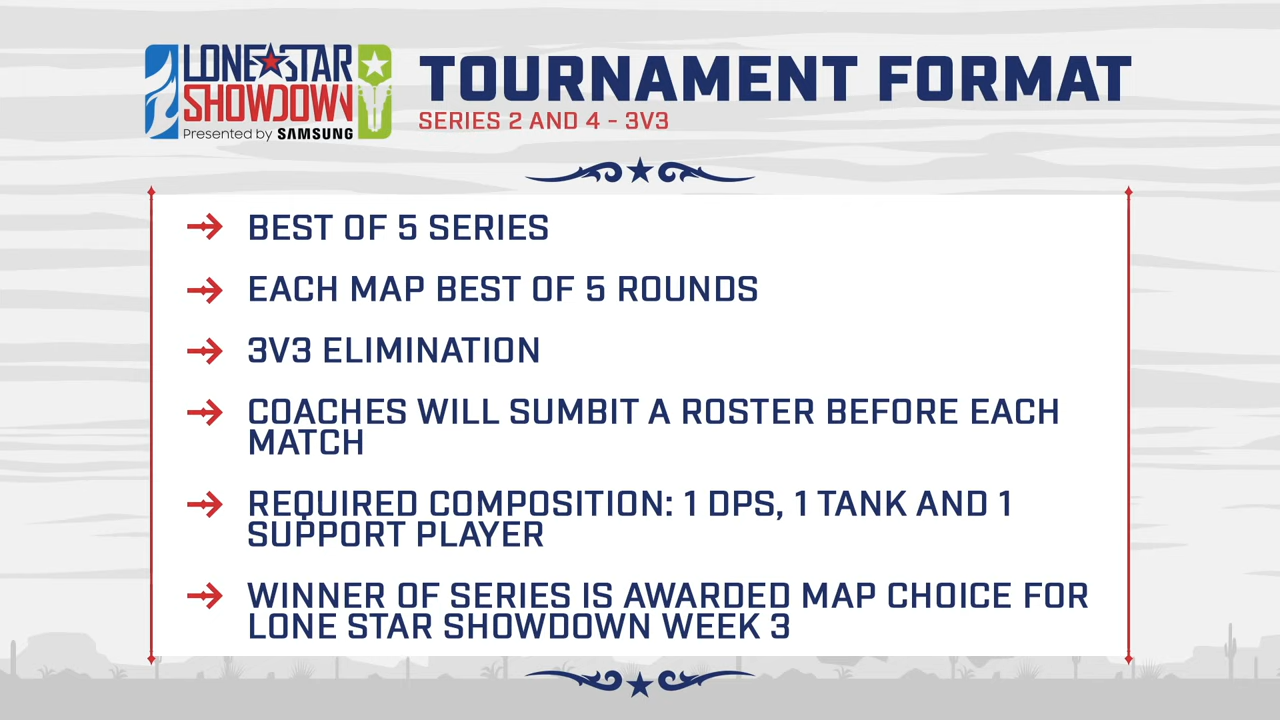 LONE STAR
SHOWDOWN
Presented by SAMSUNG
TOURNAMENT FORMAT
SERIES 2 AND 4 - 3V3
BEST OF 5 SERIES
EACH MAP BEST OF 5 ROUNDS
3V3 ELIMINATION
COACHES WILL SUMBIT A ROSTER BEFORE EACH
MATCH
REQUIRED COMPOSITION: 1 DPS, 1 TANK AND 1
SUPPORT PLAYER
WINNER OF SERIES IS AWARDED MAP CHOICE FOR
LONE STAR SHOWDOWN WEEK 3